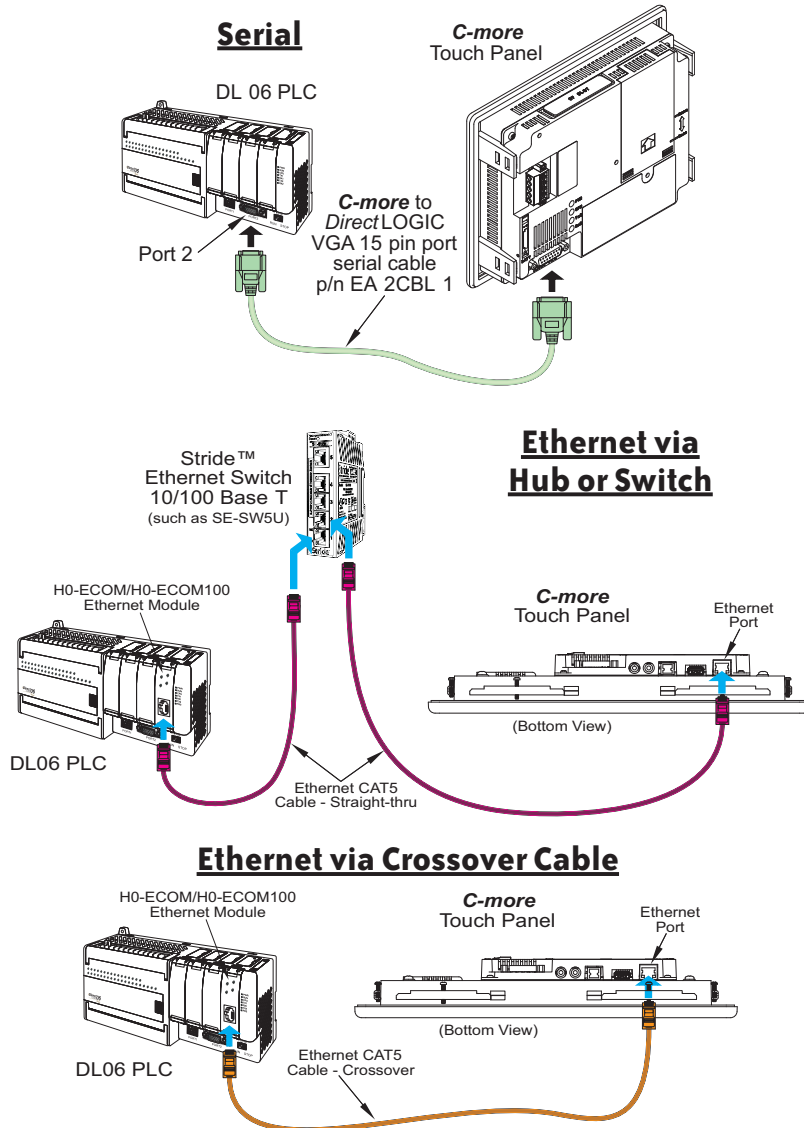 Serial
C-more
Touch Panel
DL 06 PLC
C-more to
DirectLOGIC
VGA 15 pin port
serial cable
p/n EA 2CBL 1
Port 2
Ethernet via
Hub or Switch
Stride™
Ethernet Switch
10/100 Base T
(such as SE-SW5U)
Stride
H0-ECOM/H0-ECOM100
Ethernet Module
C-more
Touch Panel
Ethernet
Port
(Bottom View)
DL06 PLC
Ethernet CAT5
Cable - Straight-thru
Ethernet via Crossover Cable
H0-ECOM/H0-ECOM100
Ethernet Module
C-more
Touch Panel
Ethernet
Port
(Bottom View)
DL06 PLC
Ethernet CAT5
Cable - Crossover